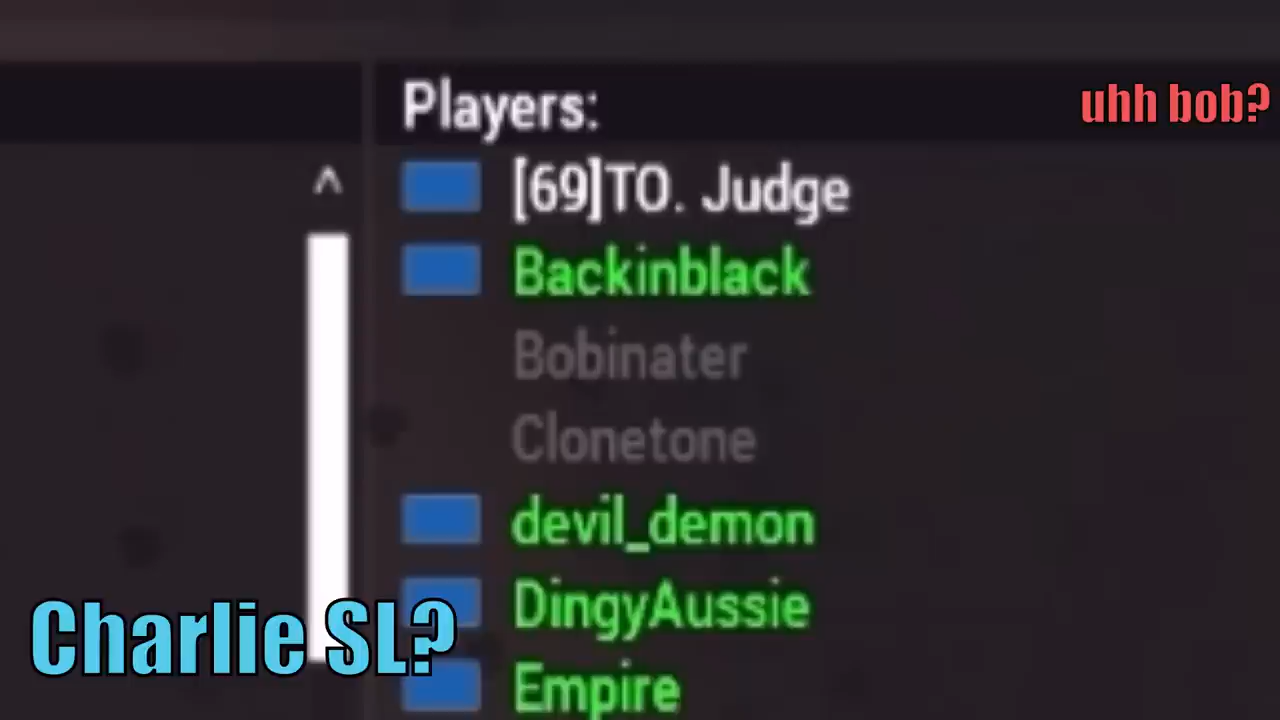 Players:
uhh bob?
^
[69]TO. Judge
Backinblack
Bobinater
Clonetone
devil_demon
DingyAussie
Charlie SL?
Empire